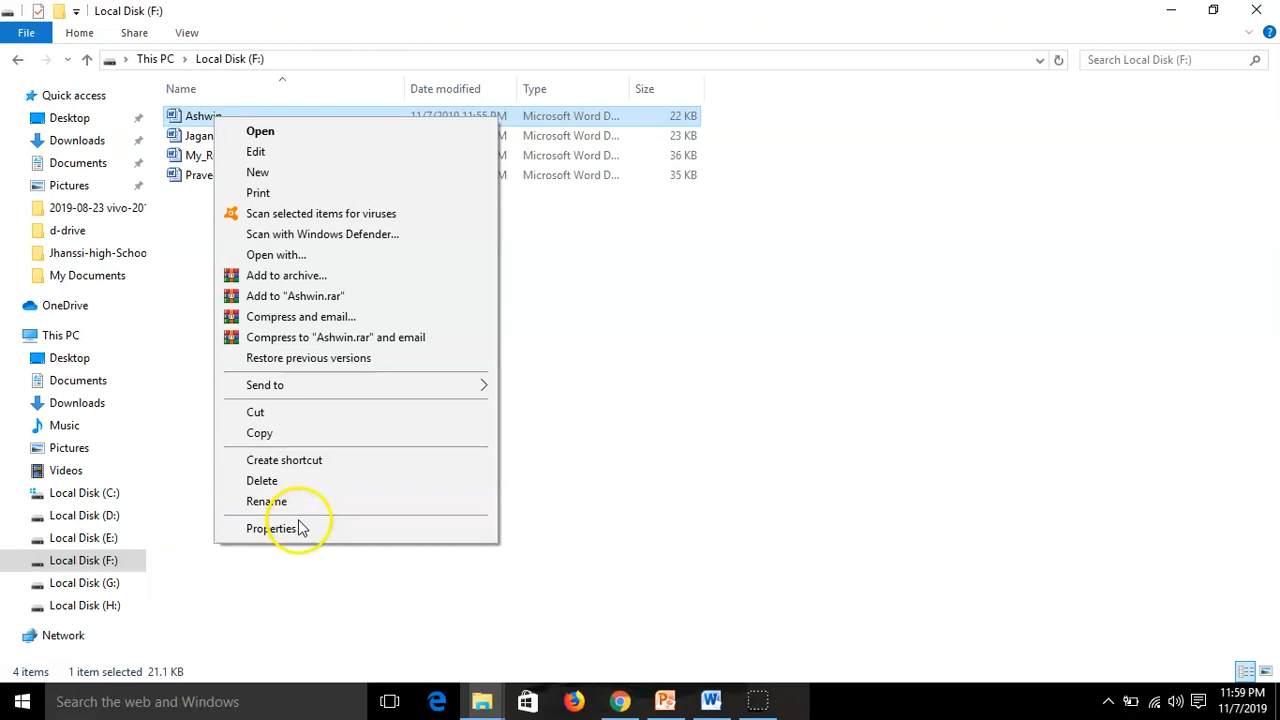 Local Disk (F:)
File Home Share View
This PC Local Disk (F:) Search Local Disk (F:)
Name Date modified Type Size
Quick access
Desktop
Downloads
Documents
Pictures
2019-08-23 vivo-20
d-drive
Jhanssi-high-Schoo
My Documents
OneDrive
This PC
Desktop
Documents
Downloads
Music
Pictures
Videos
Local Disk (C:)
Local Disk (D:)
Local Disk (E:)
Local Disk (F:)
Local Disk (G:)
Local Disk (H:)
Network
Ashwin 11/7/2019 11:55 PM Microsoft Word D... 22 KB
Jagan M Microsoft Word D... 23 KB
My_R M Microsoft Word D... 36 KB
Prave M Microsoft Word D... 35 KB
Open
Edit
New
Print
Scan selected items for viruses
Scan with Windows Defender...
Open with...
Add to archive...
Add to "Ashwin.rar"
Compress and email...
Compress to "Ashwin.rar" and email
Restore previous versions
Send to
Cut
Copy
Create shortcut
Delete
Rename
Properties
4 items 1 item selected 21.1 KB
Search the web and Windows
11:59 PM
11/7/2019